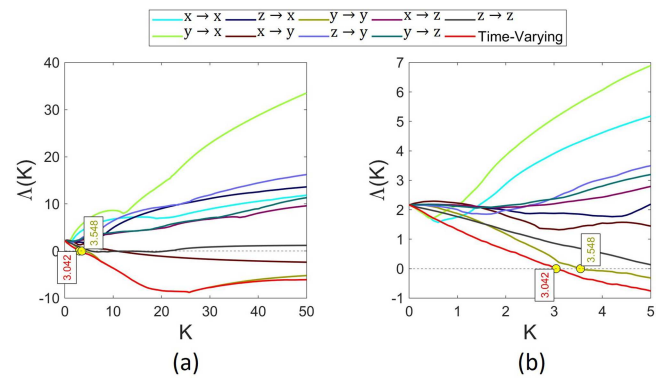 x → x z → x y → y x → z z → z
y → x x → y z → y y → z Time-Varying
40
30
20
10
0
-10
Λ(K)
3.042
3.548
0 10 20 30 40 50
K
(a)
7
6
5
4
3
2
1
0
-1
Λ(K)
3.042
3.548
0 1 2 3 4 5
K
(b)